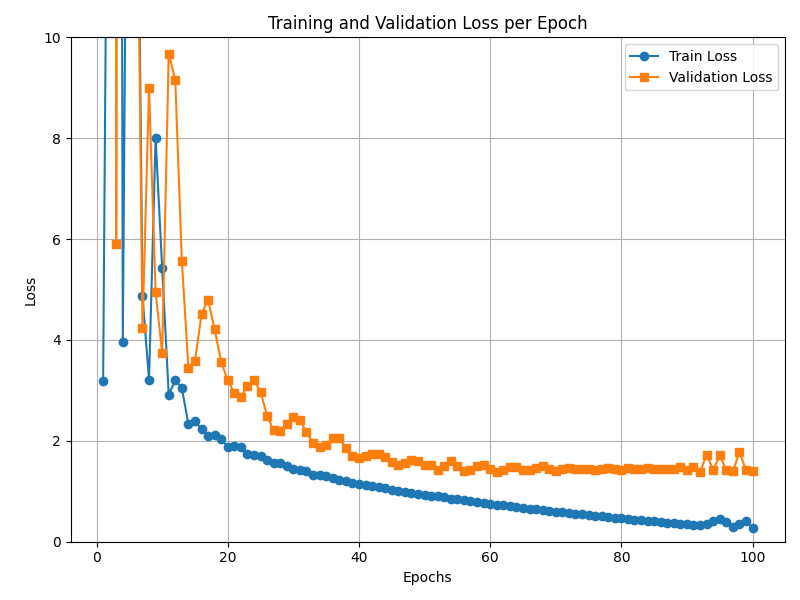 Training and Validation Loss per Epoch
Train Loss
Validation Loss
10
8
6
4
2
0
Loss
0 20 40 60 80 100
Epochs